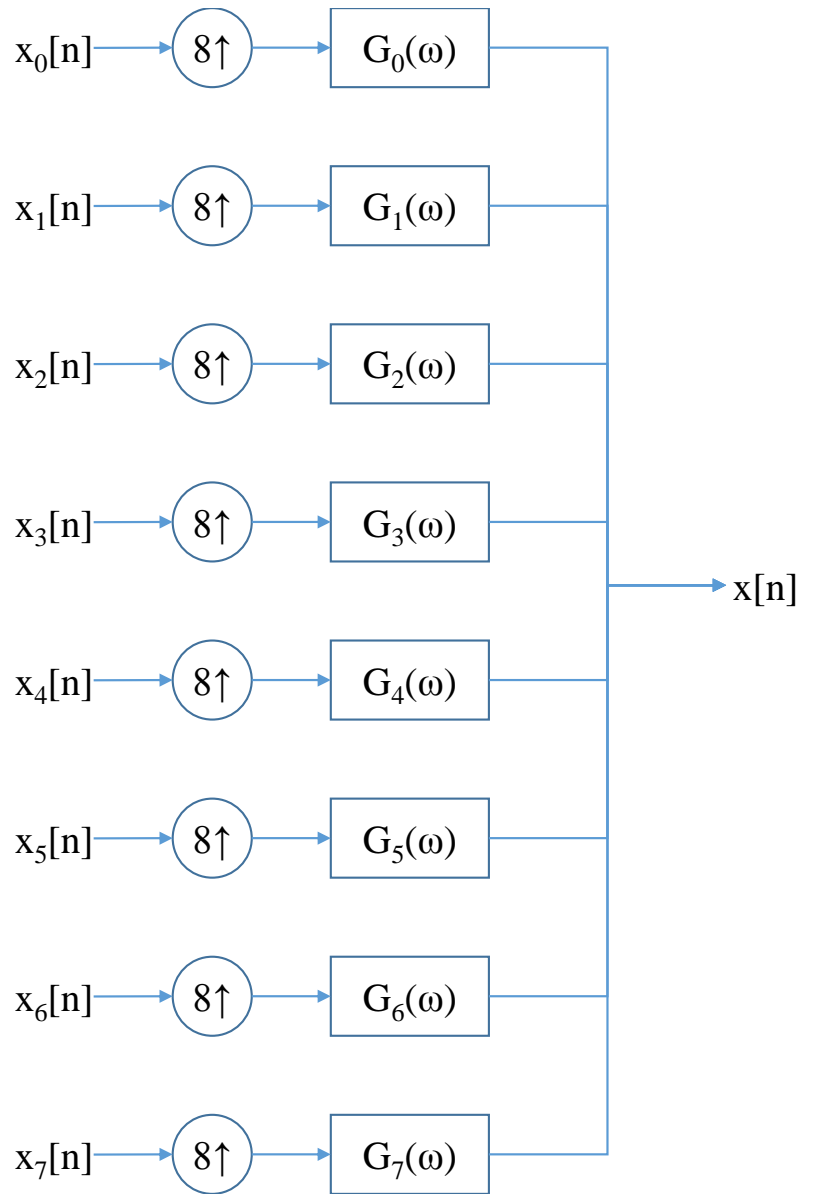 x₀[n] 8↑ G₀(ω)
x₁[n] 8↑ G₁(ω)
x₂[n] 8↑ G₂(ω)
x₃[n] 8↑ G₃(ω)
x[n]
x₄[n] 8↑ G₄(ω)
x₅[n] 8↑ G₅(ω)
x₆[n] 8↑ G₆(ω)
x₇[n] 8↑ G₇(ω)